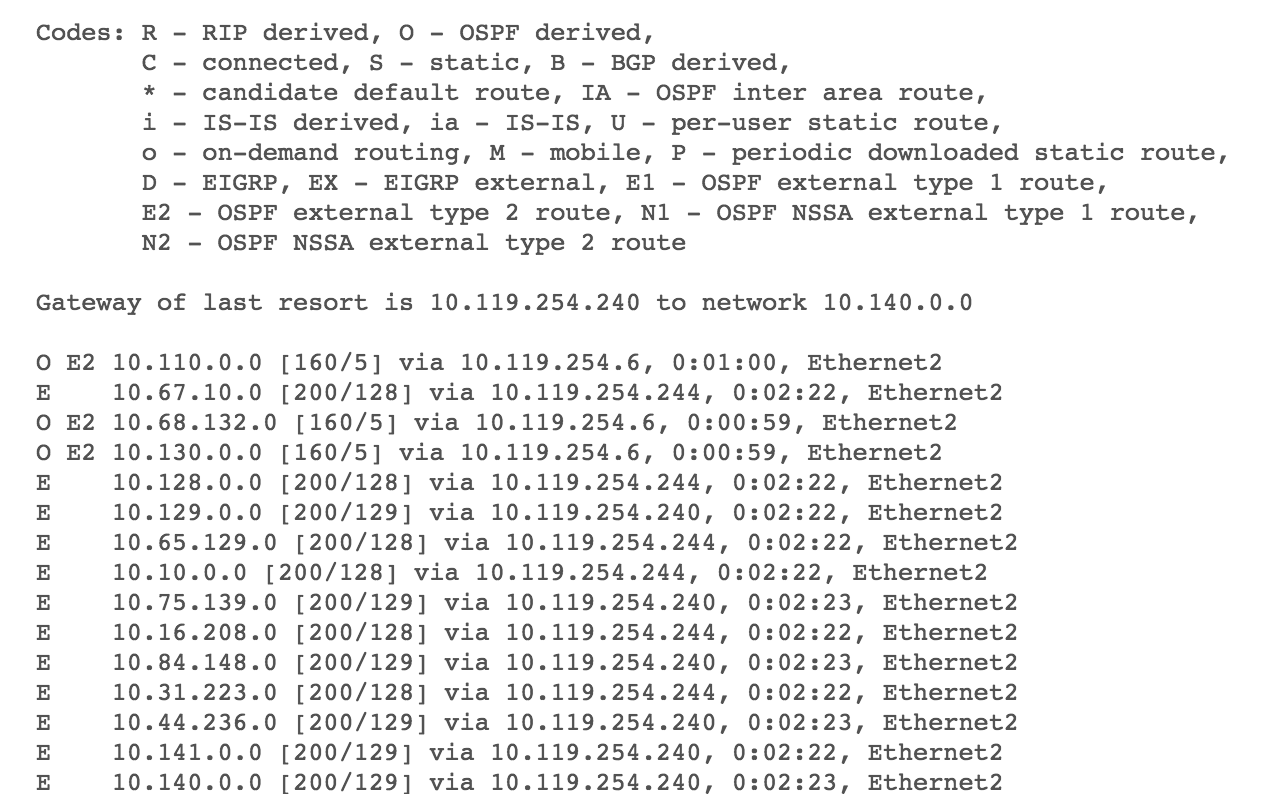 Codes: R – RIP derived, O – OSPF derived,
C – connected, S – static, B – BGP derived,
* – candidate default route, IA – OSPF inter area route,
i – IS-IS derived, ia – IS-IS, U – per-user static route,
o – on-demand routing, M – mobile, P – periodic downloaded static route,
D – EIGRP, EX – EIGRP external, E1 – OSPF external type 1 route,
E2 – OSPF external type 2 route, N1 – OSPF NSSA external type 1 route,
N2 – OSPF NSSA external type 2 route
Gateway of last resort is 10.119.254.240 to network 10.140.0.0
O E2 10.110.0.0 [160/5] via 10.119.254.6, 0:01:00, Ethernet2
E    10.67.10.0 [200/128] via 10.119.254.244, 0:02:22, Ethernet2
O E2 10.68.132.0 [160/5] via 10.119.254.6, 0:00:59, Ethernet2
O E2 10.130.0.0 [160/5] via 10.119.254.6, 0:00:59, Ethernet2
E    10.128.0.0 [200/128] via 10.119.254.244, 0:02:22, Ethernet2
E    10.129.0.0 [200/129] via 10.119.254.240, 0:02:22, Ethernet2
E    10.65.129.0 [200/128] via 10.119.254.244, 0:02:22, Ethernet2
E    10.10.0.0 [200/128] via 10.119.254.244, 0:02:22, Ethernet2
E    10.75.139.0 [200/129] via 10.119.254.240, 0:02:23, Ethernet2
E    10.16.208.0 [200/128] via 10.119.254.244, 0:02:22, Ethernet2
E    10.84.148.0 [200/129] via 10.119.254.240, 0:02:23, Ethernet2
E    10.31.223.0 [200/128] via 10.119.254.244, 0:02:22, Ethernet2
E    10.44.236.0 [200/129] via 10.119.254.240, 0:02:23, Ethernet2
E    10.141.0.0 [200/129] via 10.119.254.240, 0:02:22, Ethernet2
E    10.140.0.0 [200/129] via 10.119.254.240, 0:02:23, Ethernet2